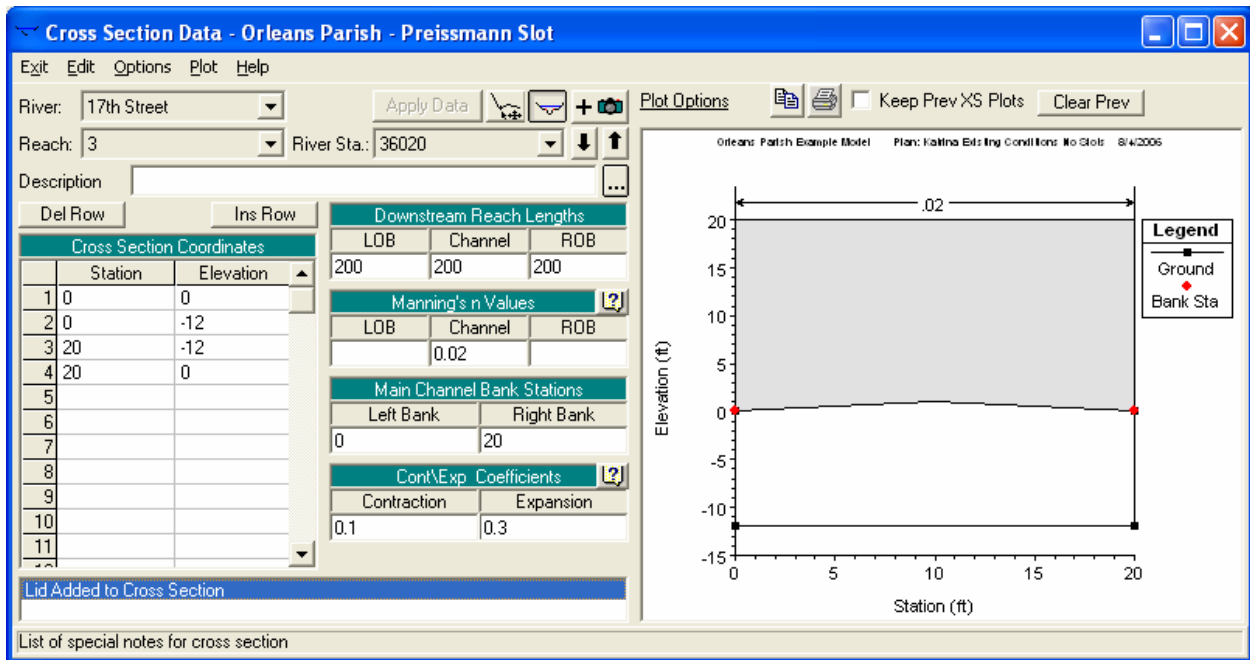 Cross Section Data - Orleans Parish - Preissmann Slot
Exit Edit Options Plot Help
River: 17th Street Apply Data
Reach: 3 River Sta.: 36020
Description ...
Del Row Ins Row
Cross Section Coordinates
Station Elevation
1 0 0
2 0 -12
3 20 -12
4 20 0
5
6
7
8
9
10
11
Downstream Reach Lengths
LOB Channel ROB
200 200 200
Manning's n Values
LOB Channel ROB
0.02
Main Channel Bank Stations
Left Bank Right Bank
0 20
Cont\Exp Coefficients
Contraction Expansion
0.1 0.3
Lid Added to Cross Section
List of special notes for cross section
Plot Options Keep Prev XS Plots Clear Prev
Orleans Parish Example Model Plan: Katrina Existing Conditions No Slots 8/4/2006
.02
20
15
10
5
0
-5
-10
-15
Elevation (ft)
0 5 10 15 20
Station (ft)
Legend
Ground
Bank Sta